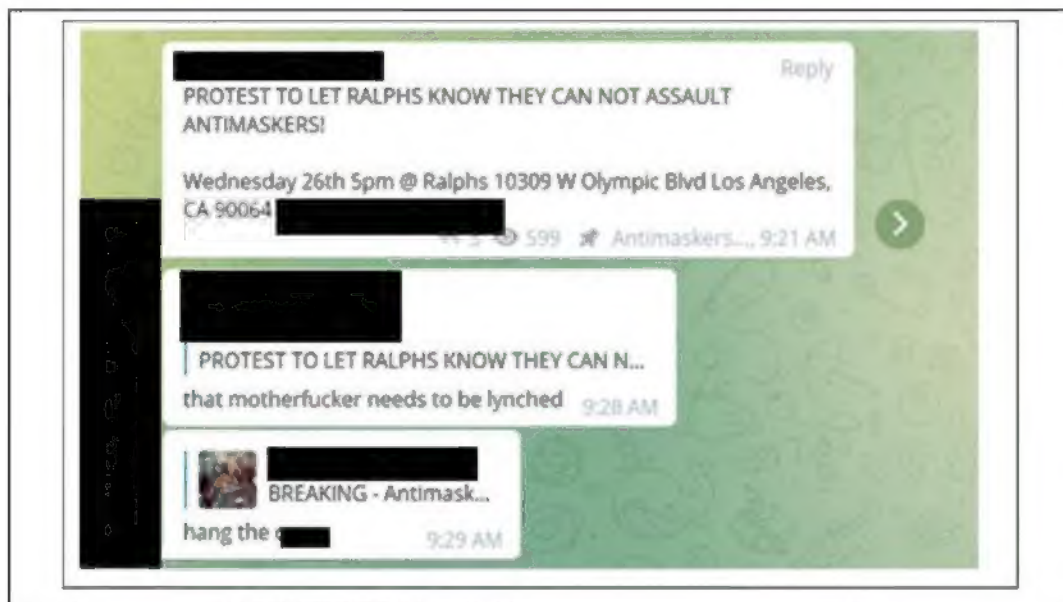 Reply
PROTEST TO LET RALPHS KNOW THEY CAN NOT ASSAULT
ANTIMASKERS!
Wednesday 26th 5pm @ Ralphs 10309 W Olympic Blvd Los Angeles,
CA 90064
599 Antimaskers..., 9:21 AM
PROTEST TO LET RALPHS KNOW THEY CAN N...
that motherfucker needs to be lynched 9:28 AM
BREAKING - Antimask...
hang the 9:29 AM